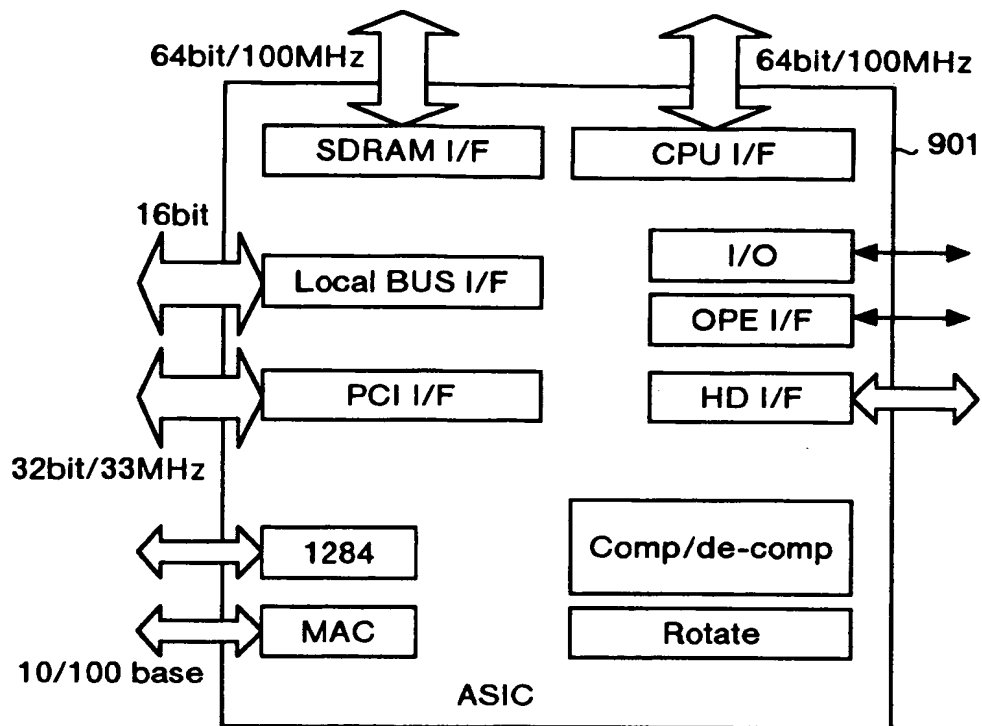 64bit/100MHz
64bit/100MHz
SDRAM I/F
CPU I/F
901
16bit
Local BUS I/F
I/O
OPE I/F
PCI I/F
HD I/F
32bit/33MHz
1284
Comp/de-comp
MAC
Rotate
10/100 base
ASIC